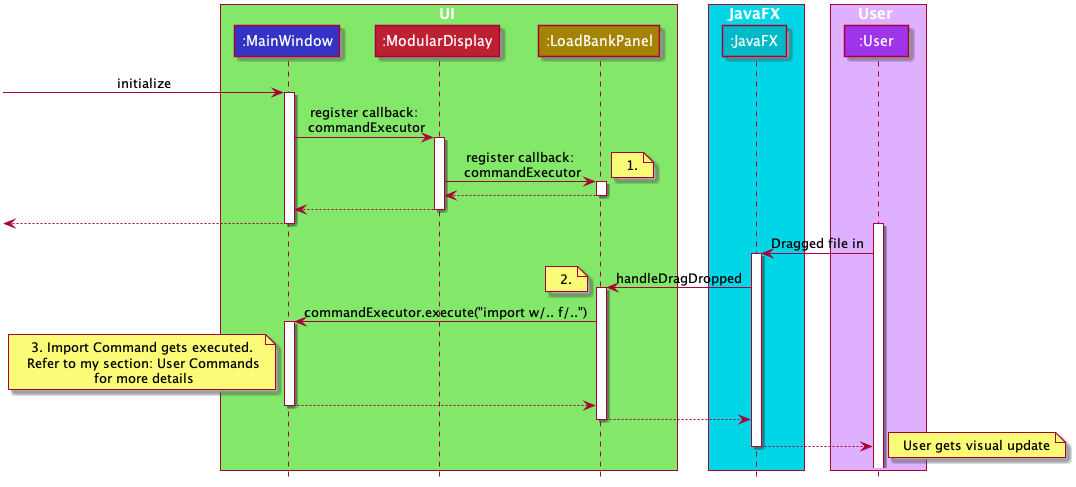 UI
JavaFX
User
:MainWindow
:ModularDisplay
:LoadBankPanel
:JavaFX
:User
initialize
register callback:
commandExecutor
register callback:
commandExecutor
1.
Dragged file in
handleDragDropped
2.
commandExecutor.execute("import w/.. f/..")
3. Import Command gets executed.
Refer to my section: User Commands
for more details
User gets visual update